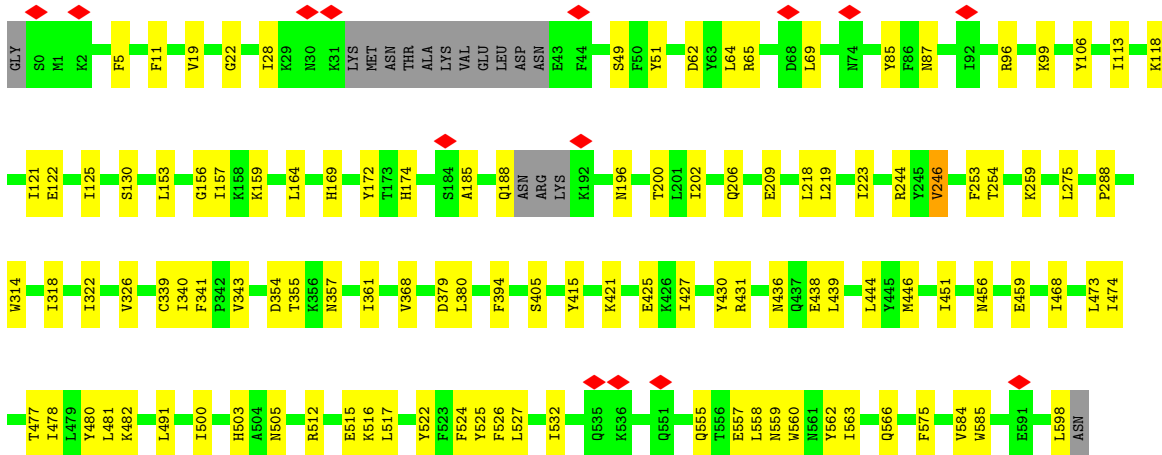 GLY S0 M1 K2 F5 F11 V19 G22 I28 K29 N30 K31 LYS MET ASN THR ALA LYS VAL GLU LEU ASP ASN E43 F44 S49 F50 Y51 D62 Y63 L64 R65 D68 L69 N74 Y85 F86 N87 I92 R96 K99 Y106 I113 K118
I121 E122 I125 S130 L153 G156 I157 K158 K159 L164 H169 Y172 T173 H174 S184 A185 Q188 ASN ARG LYS K192 N196 T200 L201 I202 Q206 E209 L218 L219 I223 R244 Y245 V246 F253 T254 K259 L275 P288
W314 I318 I322 V326 C339 I340 F341 P342 V343 D354 T355 K356 N357 I361 V368 D379 L380 F394 S405 Y415 K421 E425 K426 I427 Y430 R431 N436 Q437 E438 L439 L444 Y445 M446 I451 N456 E459 I468 L473 I474
T477 I478 L479 Y480 L481 K482 L491 I500 H503 A504 N505 R512 E515 K516 L517 Y522 F523 F524 Y525 F526 L527 I532 Q535 K536 Q551 Q555 T556 E557 L558 N559 W560 N561 Y562 I563 Q566 F575 V584 W585 E591 L598 ASN